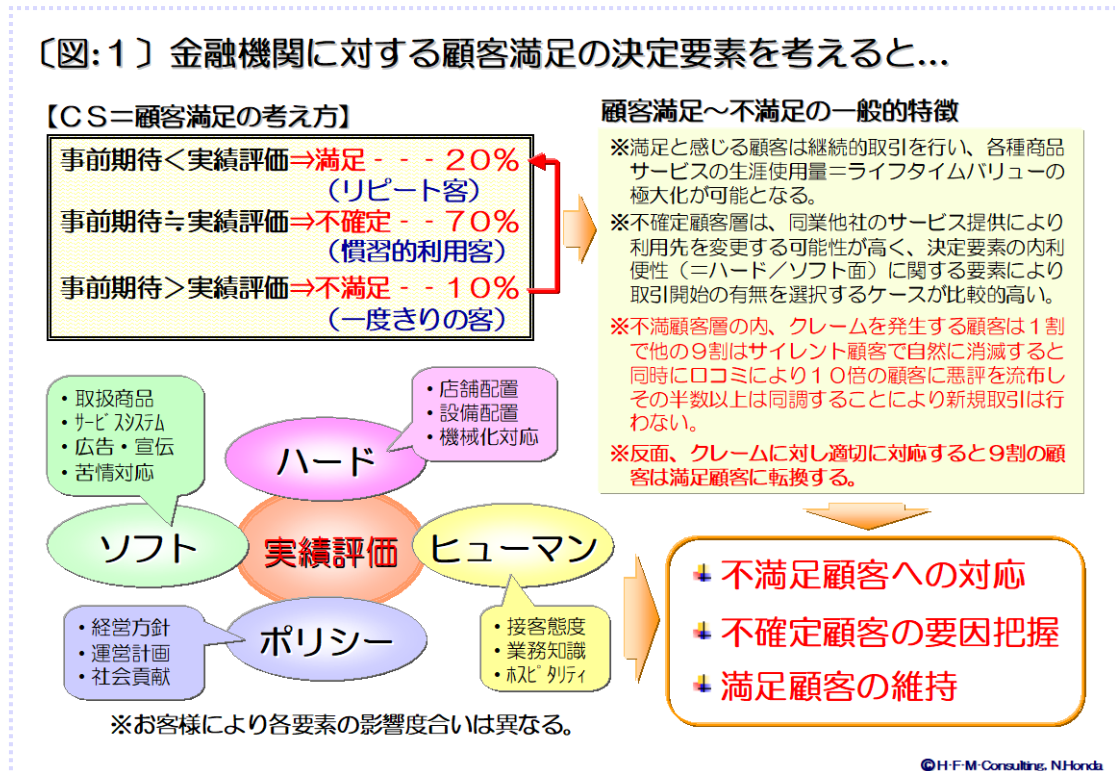 〔図:１〕金融機関に対する顧客満足の決定要素を考えると…
【ＣＳ＝顧客満足の考え方】
事前期待＜実績評価⇒満足 - - - ２０％
（リピート客）
事前期待≒実績評価⇒不確定 - - ７０％
（慣習的利用客）
事前期待＞実績評価⇒不満足 - - １０％
（一度きりの客）
顧客満足～不満足の一般的特徴
※満足と感じる顧客は継続的取引を行い、各種商品
サービスの生涯使用量＝ライフタイムバリューの
極大化が可能となる。
※不確定顧客層は、同業他社のサービス提供により
利用先を変更する可能性が高く、決定要素の内利
便性（＝ハード／ソフト面）に関する要素により
取引開始の有無を選択するケースが比較的高い。
※不満顧客層の内、クレームを発生する顧客は１割
で他の９割はサイレント顧客で自然に消滅すると
同時に口コミにより１０倍の顧客に悪評を流布し
その半数以上は同調することにより新規取引は行
わない。
※反面、クレームに対し適切に対応すると９割の顧
客は満足顧客に転換する。
・取扱商品
・ｻｰﾋﾞｽｼｽﾃﾑ
・広告・宣伝
・苦情対応
・店舗配置
・設備配置
・機械化対応
ハード
ソフト
実績評価
ヒューマン
ポリシー
・経営方針
・運営計画
・社会貢献
・接客態度
・業務知識
・ﾎｽﾋﾟﾀﾘﾃｨ
※お客様により各要素の影響度合いは異なる。
不満足顧客への対応
不確定顧客の要因把握
満足顧客の維持
©H・F・M・Consulting. N.Honda